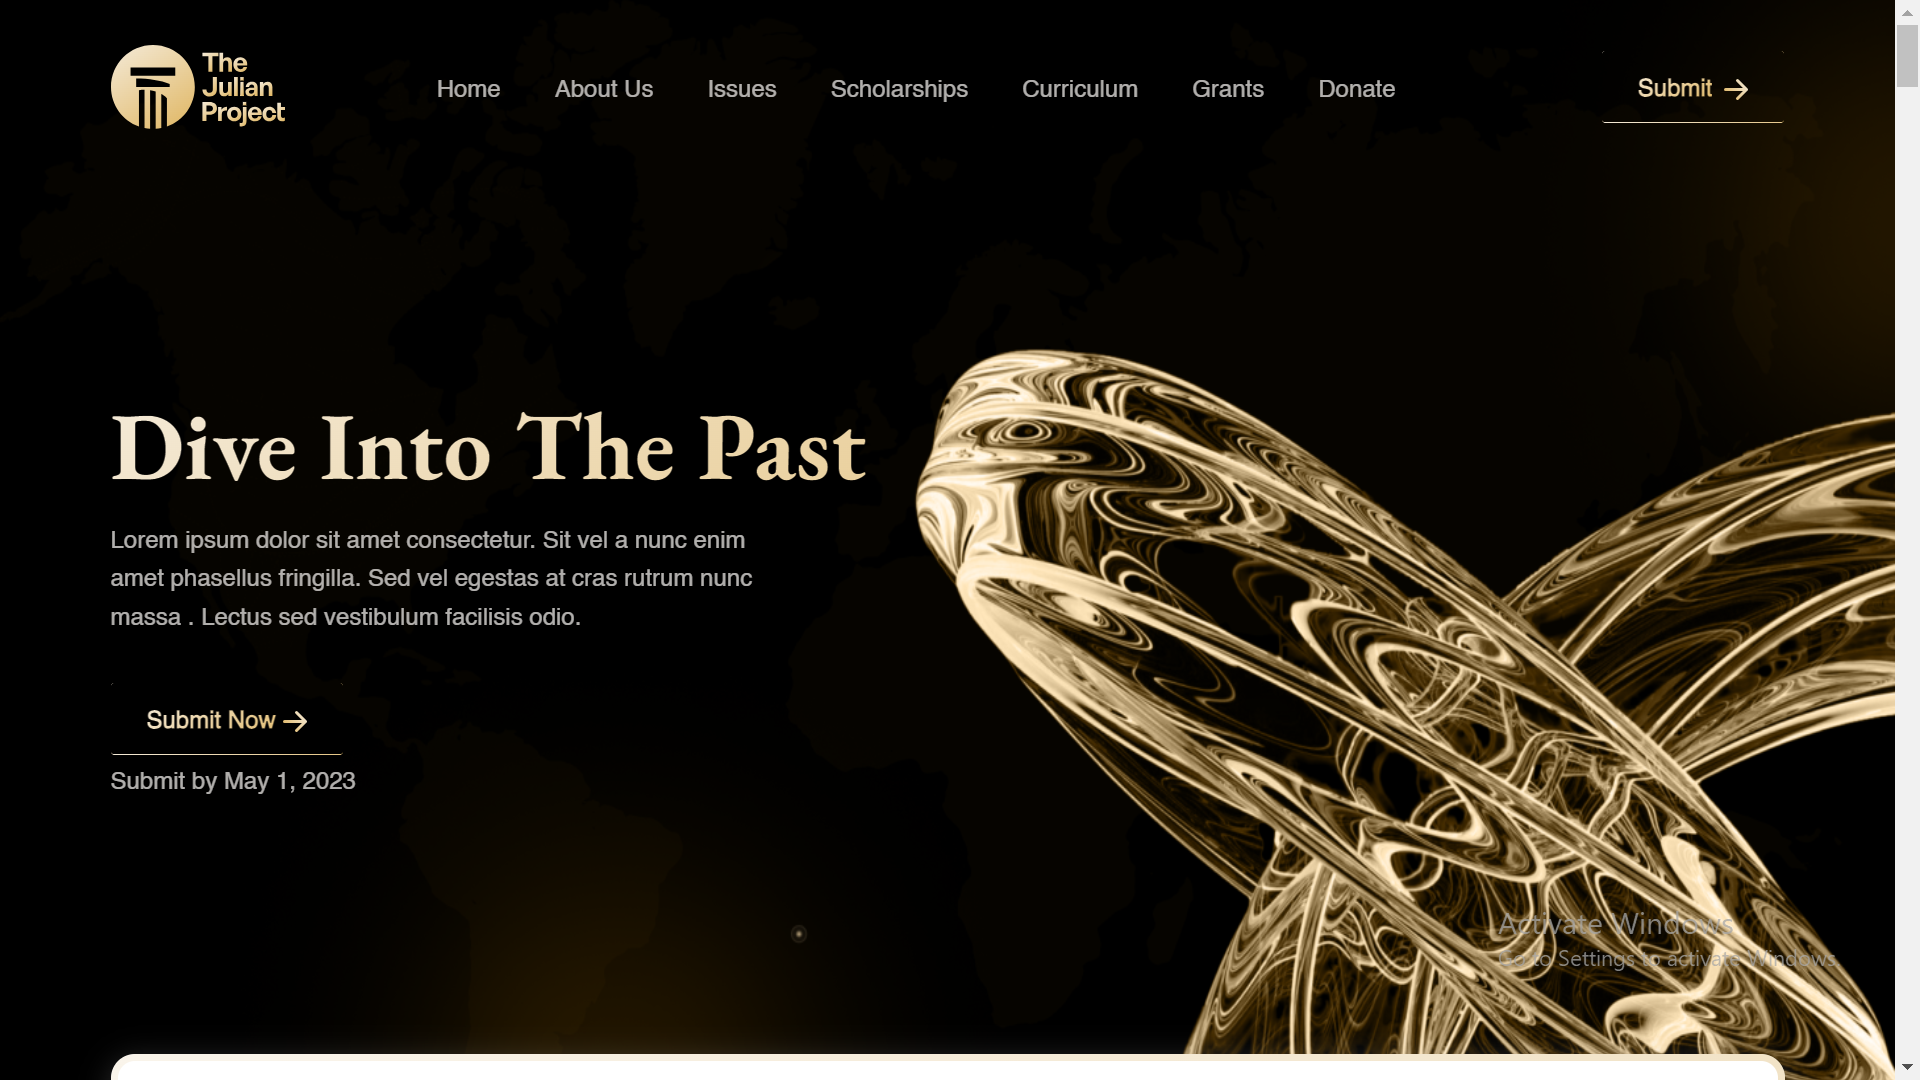 The
Julian
Project
Home
About Us
Issues
Scholarships
Curriculum
Grants
Donate
Submit
Dive Into The Past
Lorem ipsum dolor sit amet consectetur. Sit vel a nunc enim
amet phasellus fringilla. Sed vel egestas at cras rutrum nunc
massa . Lectus sed vestibulum facilisis odio.
Submit Now
Submit by May 1, 2023
Activate Windows
Go to Settings to activate Windows.